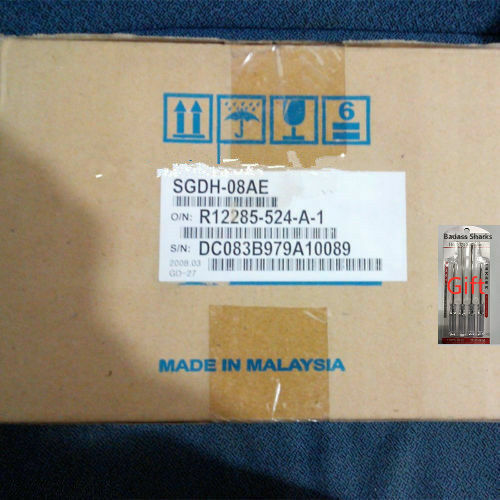 6
SGDH-08AE
O/N: R12285-524-A-1
S/N: DC083B979A10089
2008.03
GD-27
MADE IN MALAYSIA
Badass Sharks
Gift